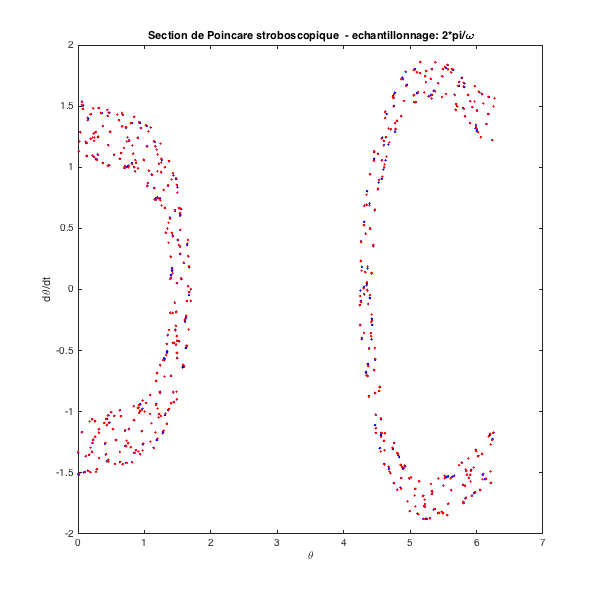 Section de Poincare stroboscopique  - echantillonnage: 2*pi/ω
2
1.5
1
0.5
0
-0.5
-1
-1.5
-2
dθ/dt
0 1 2 3 4 5 6 7
θ